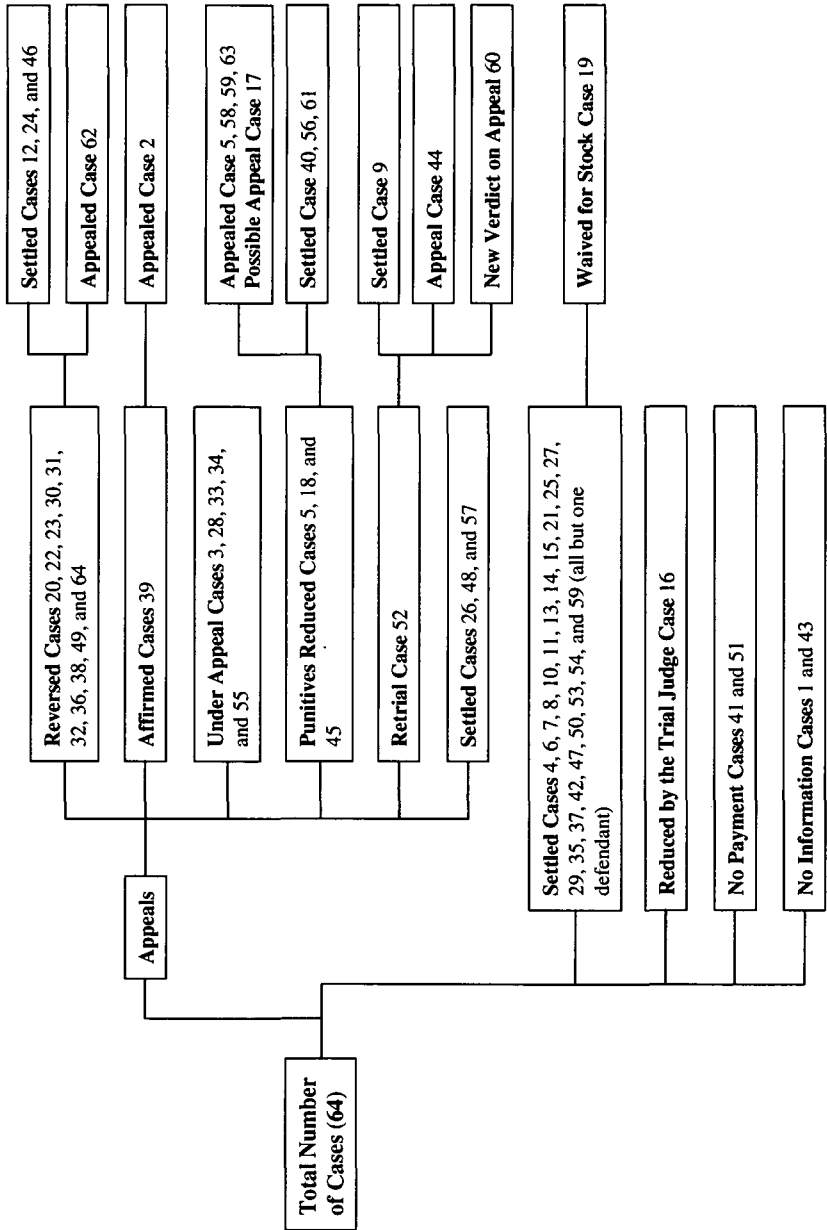 Total Number
of Cases (64)
Appeals
Reversed Cases 20, 22, 23, 30, 31,
32, 36, 38, 49, and 64
Settled Cases 12, 24, and 46
Appealed Case 62
Affirmed Cases 39
Appealed Case 2
Under Appeal Cases 3, 28, 33, 34,
and 55
Punitives Reduced Cases 5, 18, and
45
Appealed Case 5, 58, 59, 63
Possible Appeal Case 17
Settled Case 40, 56, 61
Retrial Case 52
Settled Case 9
Appeal Case 44
New Verdict on Appeal 60
Settled Cases 26, 48, and 57
Settled Cases 4, 6, 7, 8, 10, 11, 13, 14, 15, 21, 25, 27,
29, 35, 37, 42, 47, 50, 53, 54, and 59 (all but one
defendant)
Waived for Stock Case 19
Reduced by the Trial Judge Case 16
No Payment Cases 41 and 51
No Information Cases 1 and 43